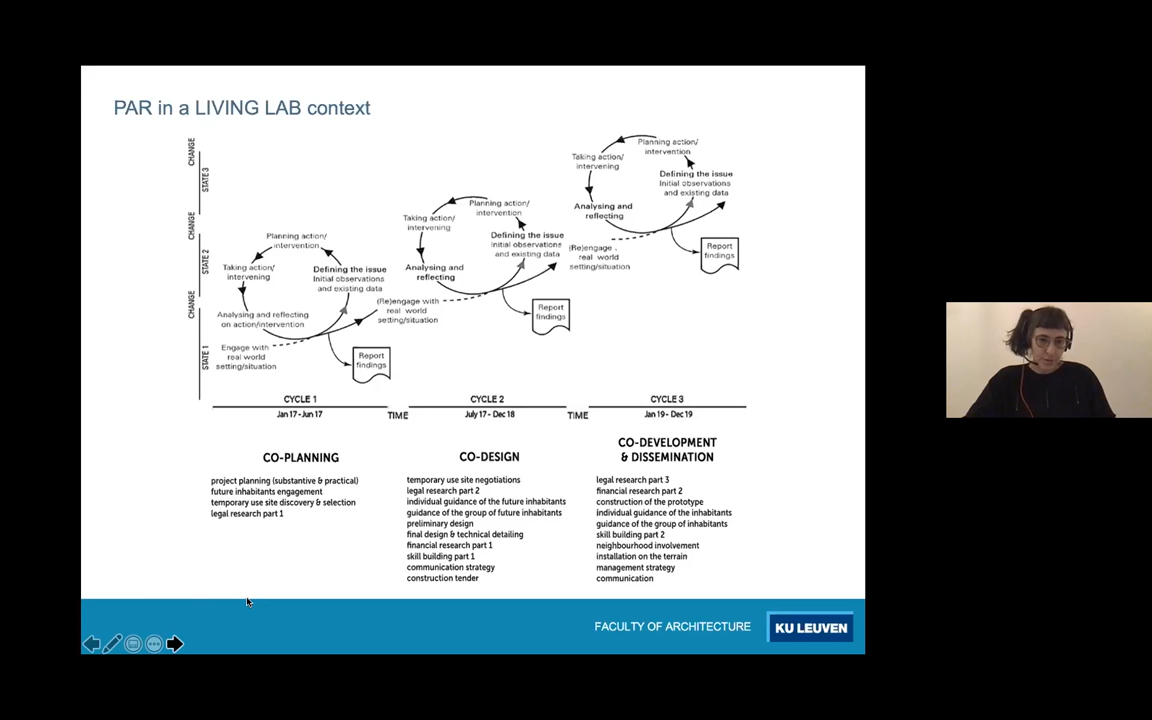 PAR in a LIVING LAB context
CHANGE
STATE 3
CHANGE
STATE 2
CHANGE
STATE 1
Planning action/
intervention
Taking action/
intervening
Defining the issue
Initial observations
and existing data
Analysing and reflecting
on action/intervention
Engage with
real world
setting/situation
Report
findings
Planning action/
intervention
Taking action/
intervening
Defining the issue
Initial observations
and existing data
Analysing and
reflecting
(Re)engage with
real world
setting/situation
Report
findings
Planning action/
intervention
Taking action/
intervening
Defining the issue
Initial observations
and existing data
Analysing and
reflecting
(Re)engage
real world
setting/situation
Report
findings
CYCLE 1
Jan 17 - Jun 17
TIME
CYCLE 2
July 17 - Dec 18
TIME
CYCLE 3
Jan 19 - Dec 19
CO-PLANNING
project planning (substantive & practical)
future inhabitants engagement
temporary use site discovery & selection
legal research part 1
CO-DESIGN
temporary use site negotiations
legal research part 2
individual guidance of the future inhabitants
guidance of the group of future inhabitants
preliminary design
final design & technical detailing
financial research part 1
skill building part 1
communication strategy
construction tender
CO-DEVELOPMENT
& DISSEMINATION
legal research part 3
financial research part 2
construction of the prototype
individual guidance of the inhabitants
guidance of the group of inhabitants
skill building part 2
neighbourhood involvement
installation on the terrain
management strategy
communication
FACULTY OF ARCHITECTURE
KU LEUVEN